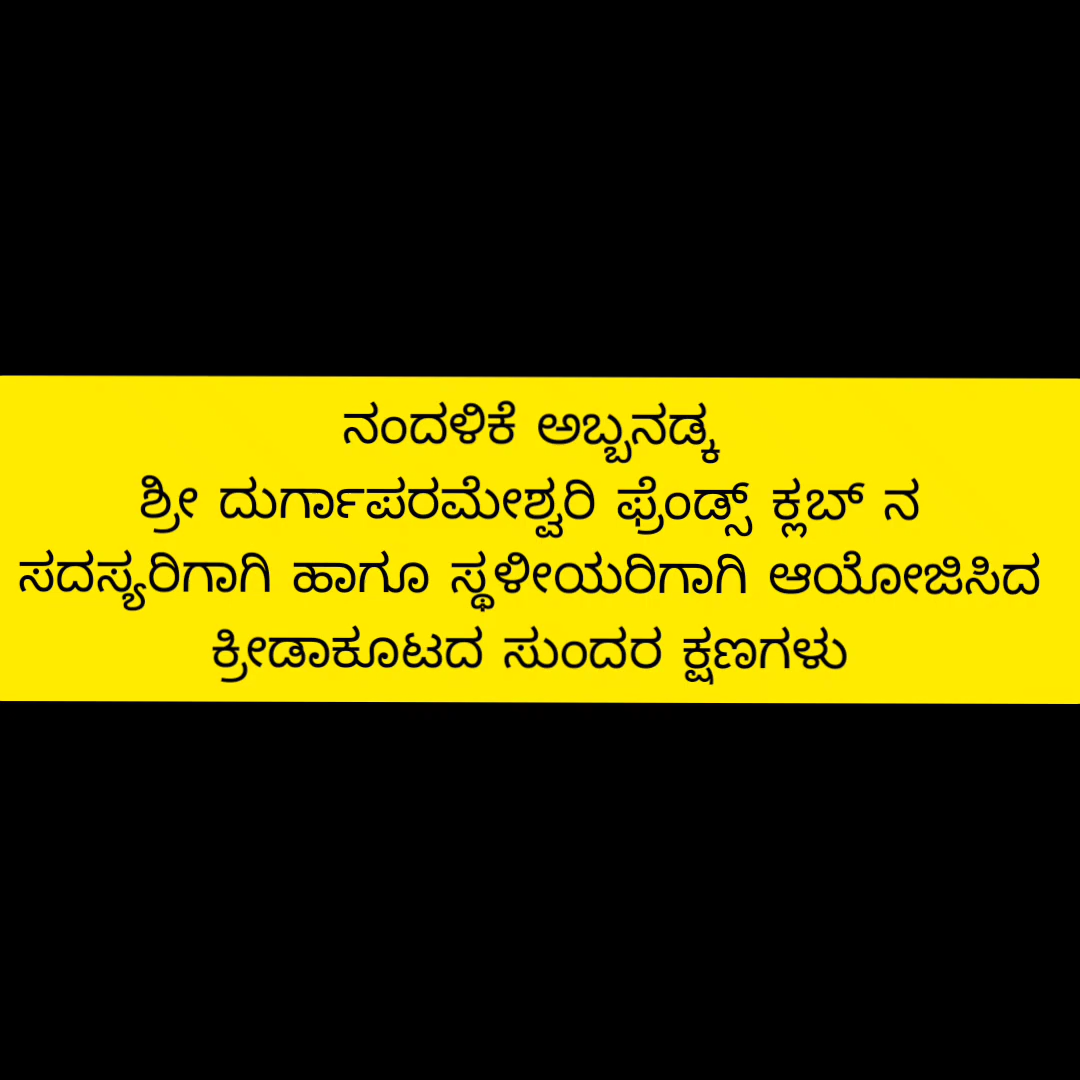 ನಂದಳಿಕೆ ಅಬ್ಬನಡ್ಕ
ಶ್ರೀ ದುರ್ಗಾಪರಮೇಶ್ವರಿ ಫ್ರೆಂಡ್ಸ್ ಕ್ಲಬ್ ನ
ಸದಸ್ಯರಿಗಾಗಿ ಹಾಗೂ ಸ್ಥಳೀಯರಿಗಾಗಿ ಆಯೋಜಿಸಿದ
ಕ್ರೀಡಾಕೂಟದ ಸುಂದರ ಕ್ಷಣಗಳು